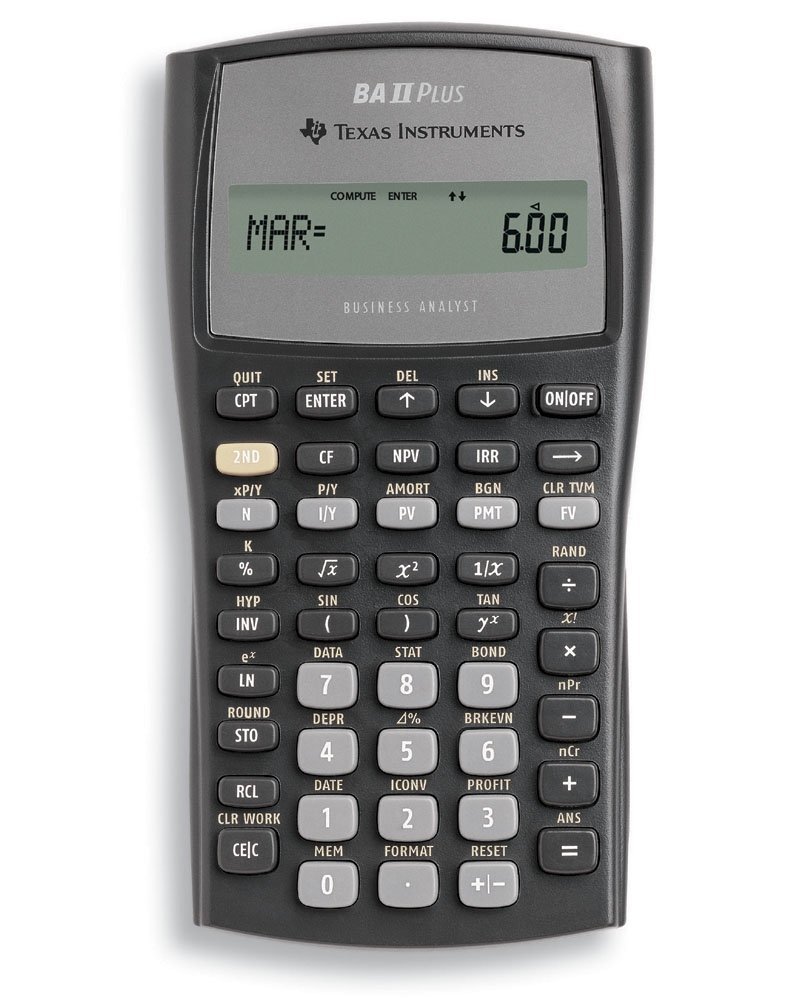 BA II PLUS
TEXAS INSTRUMENTS
COMPUTE ENTER ↑↓
MAR= 6.00
BUSINESS ANALYST
QUIT SET DEL INS
CPT ENTER ↑ ↓ ON|OFF
2ND CF NPV IRR →
xP/Y P/Y AMORT BGN CLR TVM
N I/Y PV PMT FV
K RAND
% √x x² 1/x ÷
HYP SIN COS TAN x!
INV ( ) yˣ ×
eˣ DATA STAT BOND nPr
LN 7 8 9 −
ROUND DEPR Δ% BRKEVN nCr
STO 4 5 6 +
DATE ICONV PROFIT
RCL 1 2 3
CLR WORK MEM FORMAT RESET ANS
CE|C 0 . +|− =